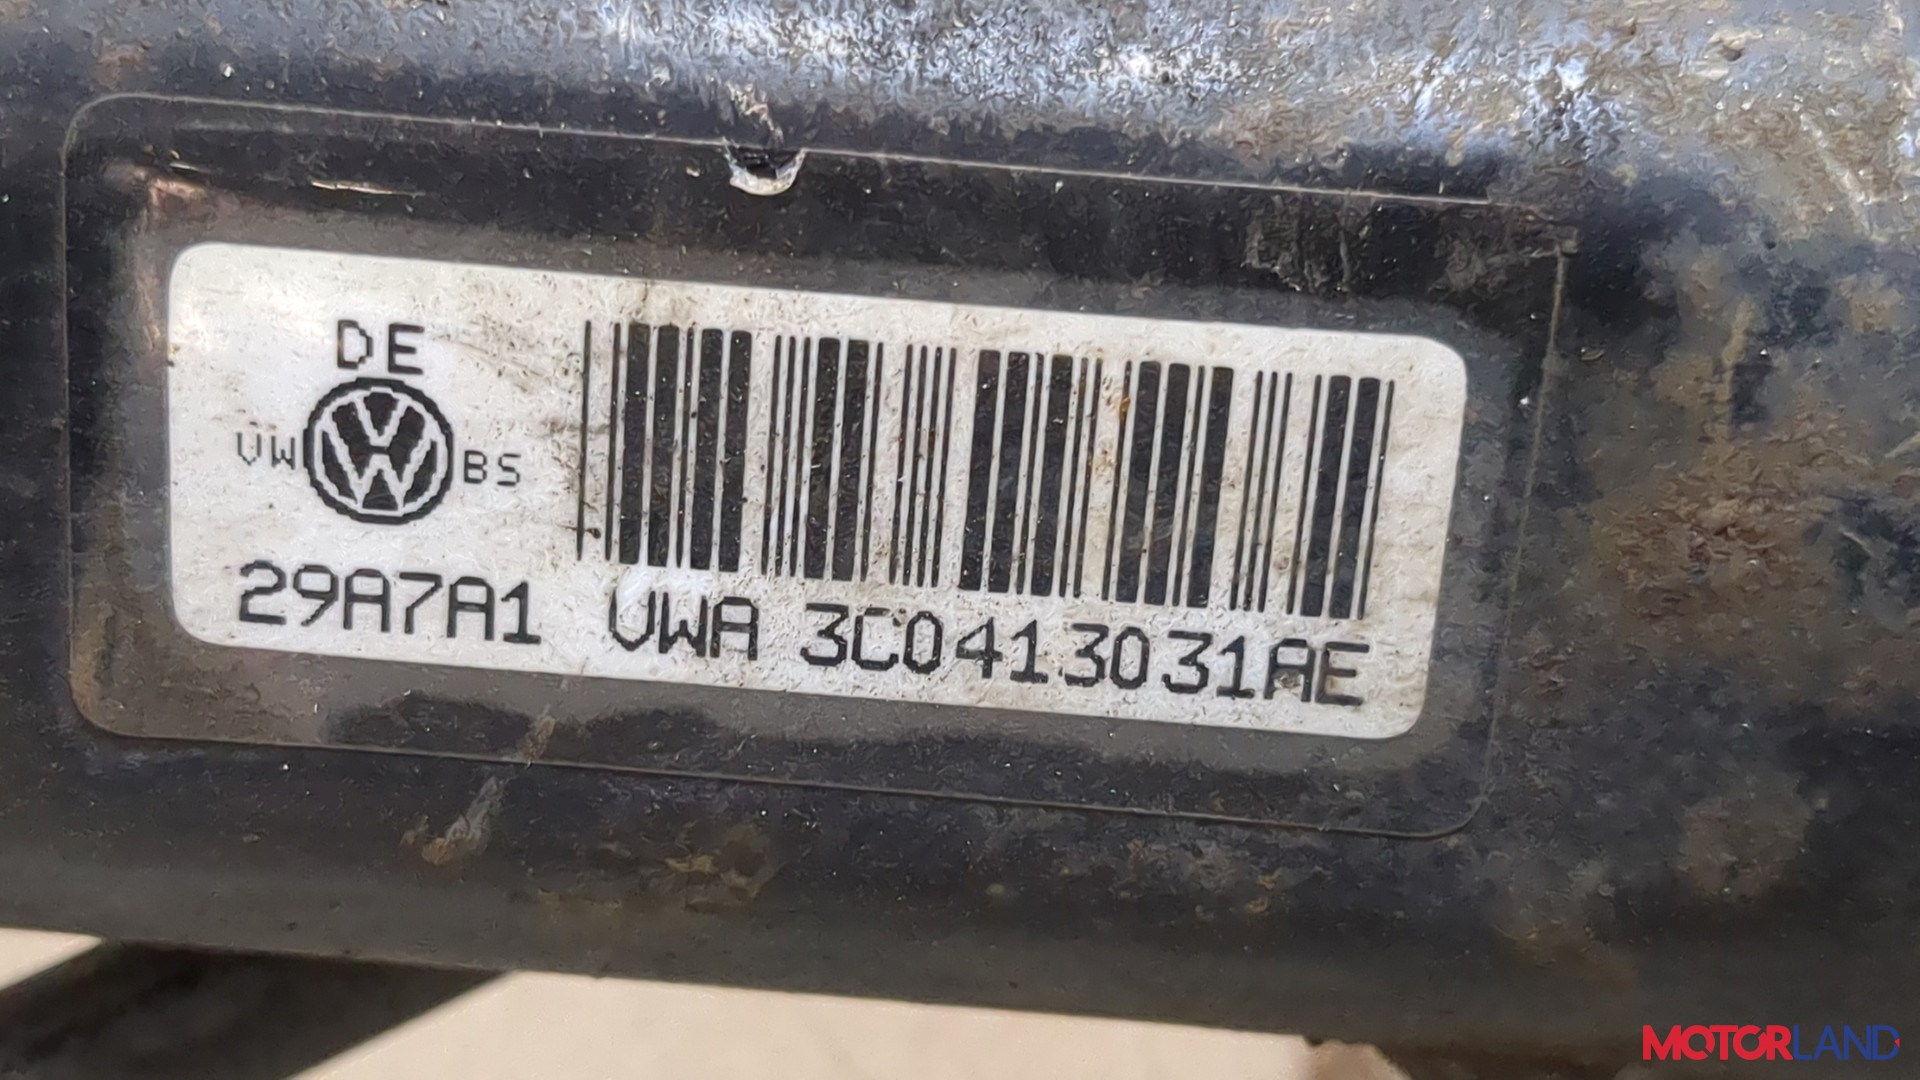 DE
VW BS
29A7A1 VWA 3C0413031AE
MOTORLAND